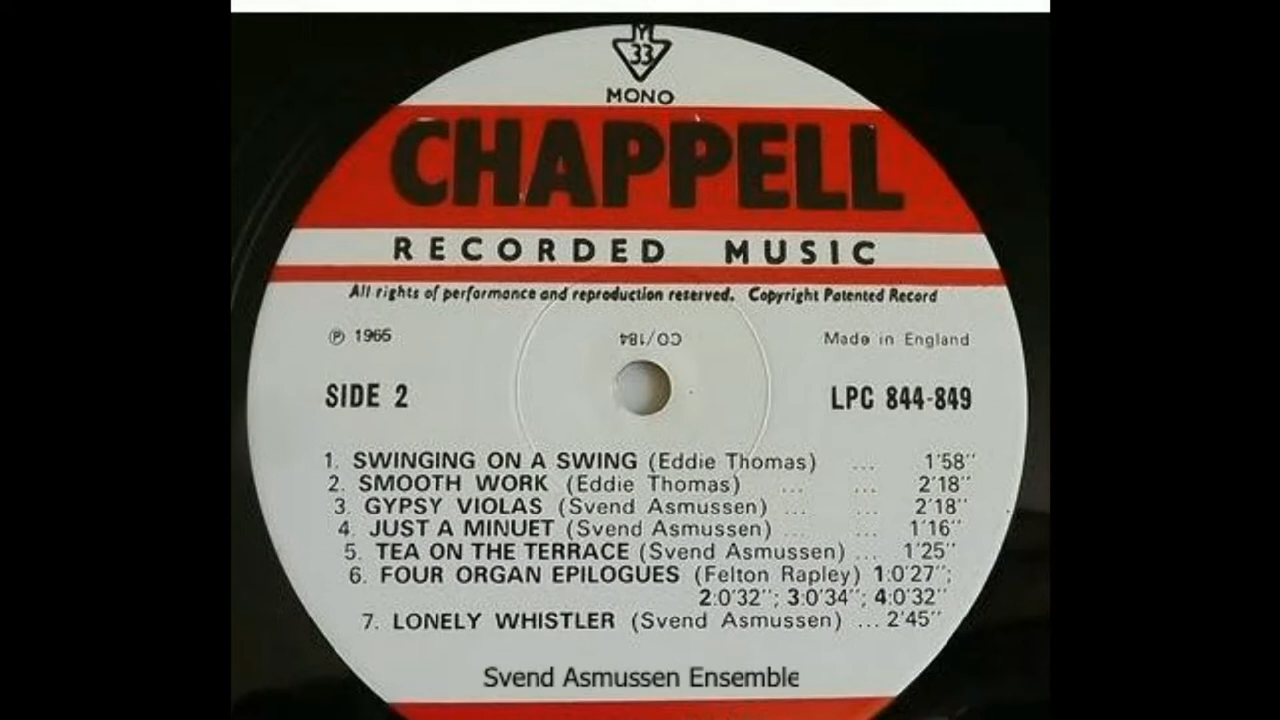 M
33
MONO
CHAPPELL
RECORDED MUSIC
All rights of performance and reproduction reserved. Copyright Patented Record
℗ 1965 CO/184 Made in England
SIDE 2 LPC 844-849
1. SWINGING ON A SWING (Eddie Thomas) ... 1'58"
2. SMOOTH WORK (Eddie Thomas) ... ... 2'18"
3. GYPSY VIOLAS (Svend Asmussen) ... ... 2'18"
4. JUST A MINUET (Svend Asmussen) ... ... 1'16"
5. TEA ON THE TERRACE (Svend Asmussen) ... 1'25"
6. FOUR ORGAN EPILOGUES (Felton Rapley) 1:0'27";
2:0'32"; 3:0'34"; 4:0'32"
7. LONELY WHISTLER (Svend Asmussen) ... 2'45"
Svend Asmussen Ensemble